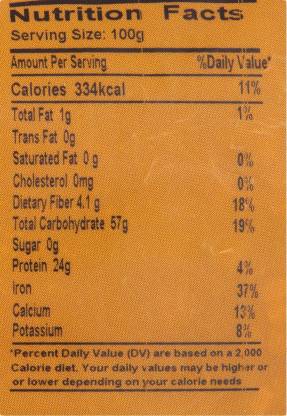 Nutrition Facts
Serving Size: 100g
Amount Per Serving %Daily Value*
Calories 334kcal 11%
Total Fat 1g 1%
Trans Fat 0g
Saturated Fat 0 g 0%
Cholesterol 0mg 0%
Dietary Fiber 4.1 g 18%
Total Carbohydrate 57g 19%
Sugar 0g
Protein 24g 4%
Iron 37%
Calcium 13%
Potassium 8%
*Percent Daily Value (DV) are based on a 2,000
Calorie diet. Your daily values may be higher or
or lower depending on your calorie needs